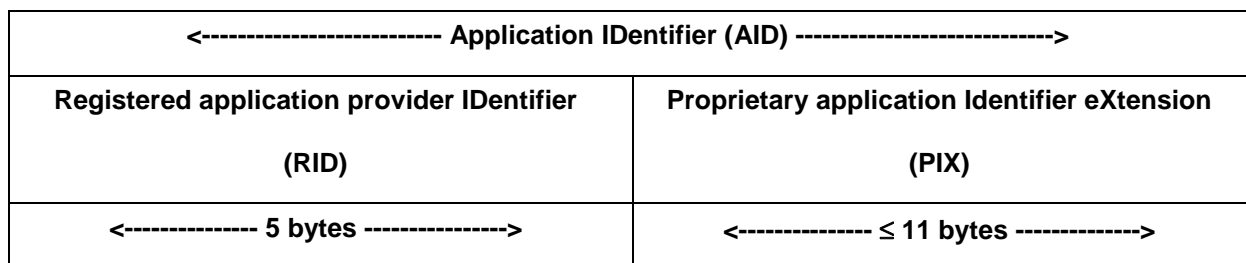 <--------------------------- Application IDentifier (AID) ----------------------------->
Registered application provider IDentifier
(RID)
Proprietary application Identifier eXtension
(PIX)
<--------------- 5 bytes ---------------->
<--------------- ≤ 11 bytes -------------->